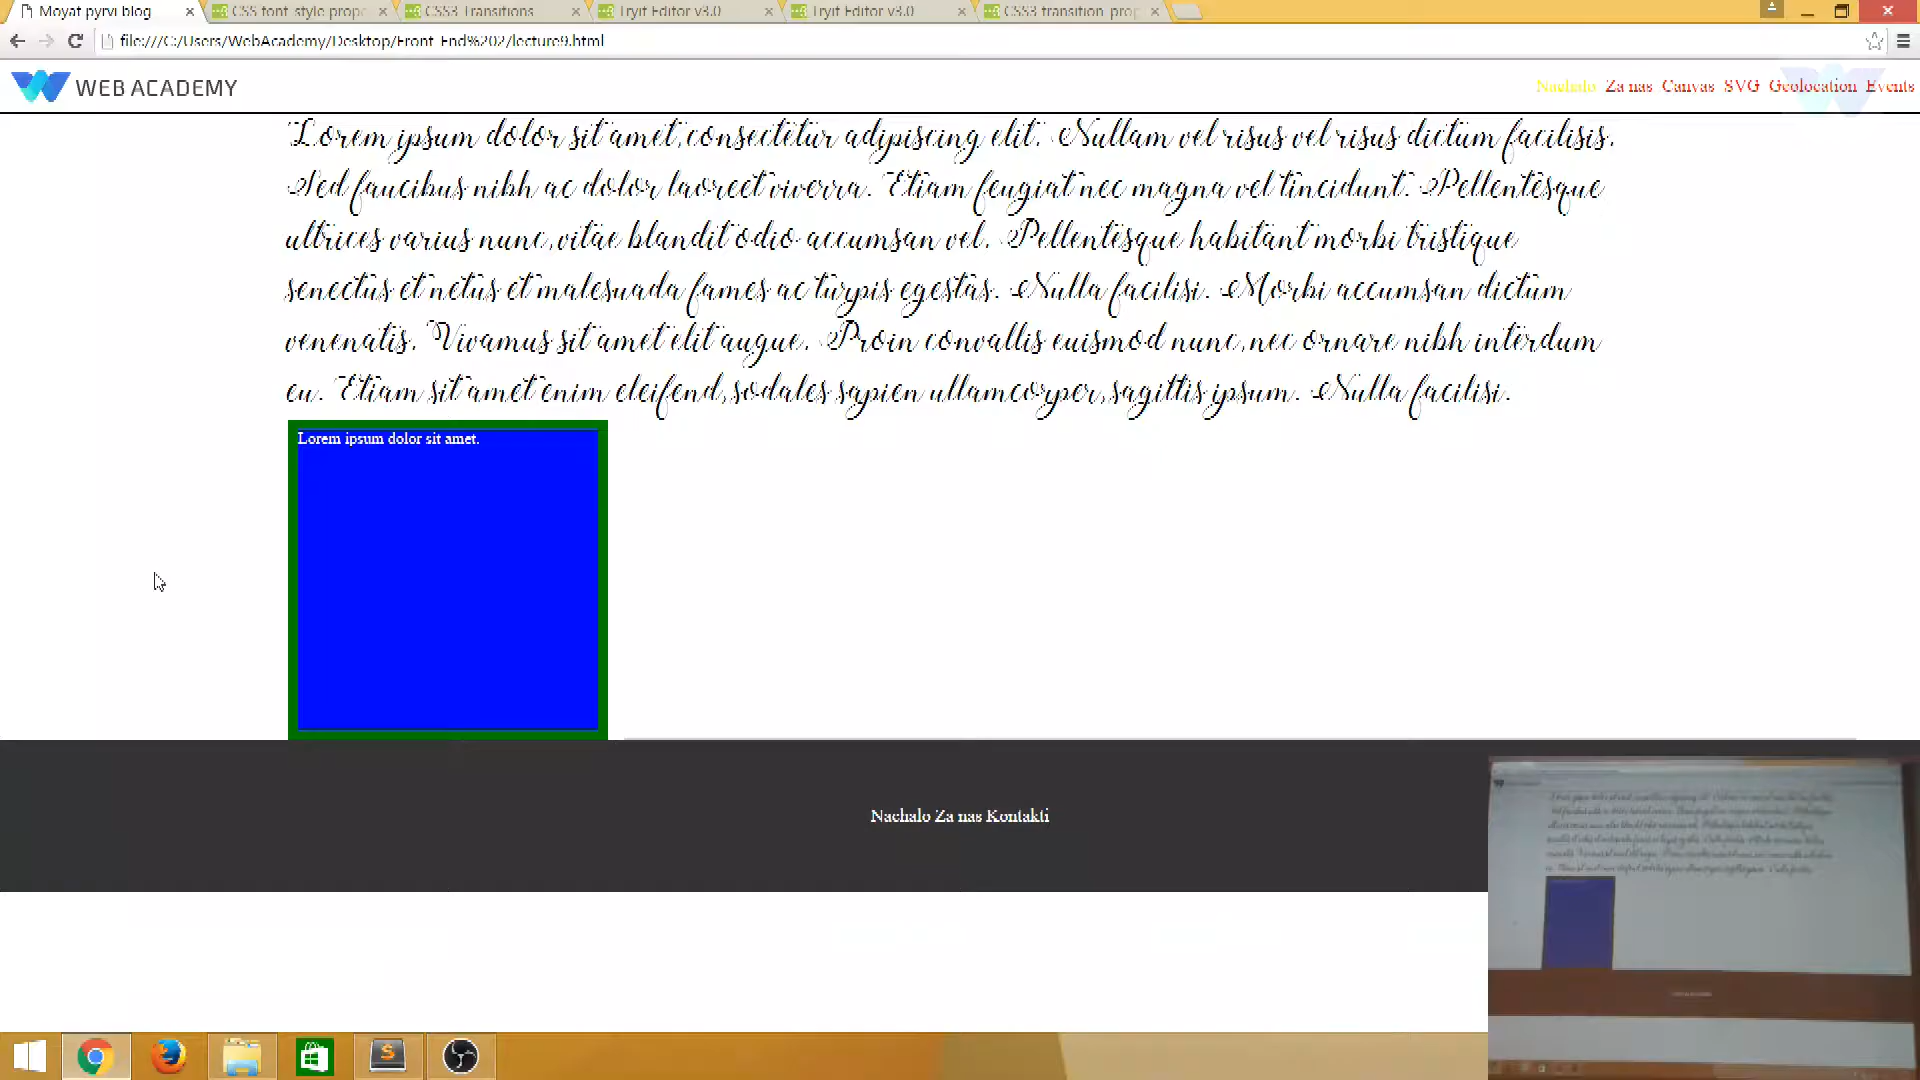 Moyat pyrvi blog
CSS font-style prope
CSS3 Transitions
Tryit Editor v3.0
Tryit Editor v3.0
CSS3 transition prop
file:///C:/Users/WebAcademy/Desktop/Front-End%202/lecture9.html
WEB ACADEMY
Nachalo Za nas Canvas SVG Geolocation Events
Lorem ipsum dolor sit amet, consectetur adipiscing elit. Nullam vel risus vel risus dictum facilisis.
Sed faucibus nibh ac dolor laoreet viverra. Etiam feugiat nec magna vel tincidunt. Pellentesque
ultrices varius nunc, vitae blandit odio accumsan vel. Pellentesque habitant morbi tristique
senectus et netus et malesuada fames ac turpis egestas. Nulla facilisi. Morbi accumsan dictum
venenatis. Vivamus sit amet elit augue. Proin convallis euismod nunc, nec ornare nibh interdum
eu. Etiam sit amet enim eleifend, sodales sapien ullamcorper, sagittis ipsum. Nulla facilisi.
Lorem ipsum dolor sit amet.
Nachalo Za nas Kontakti